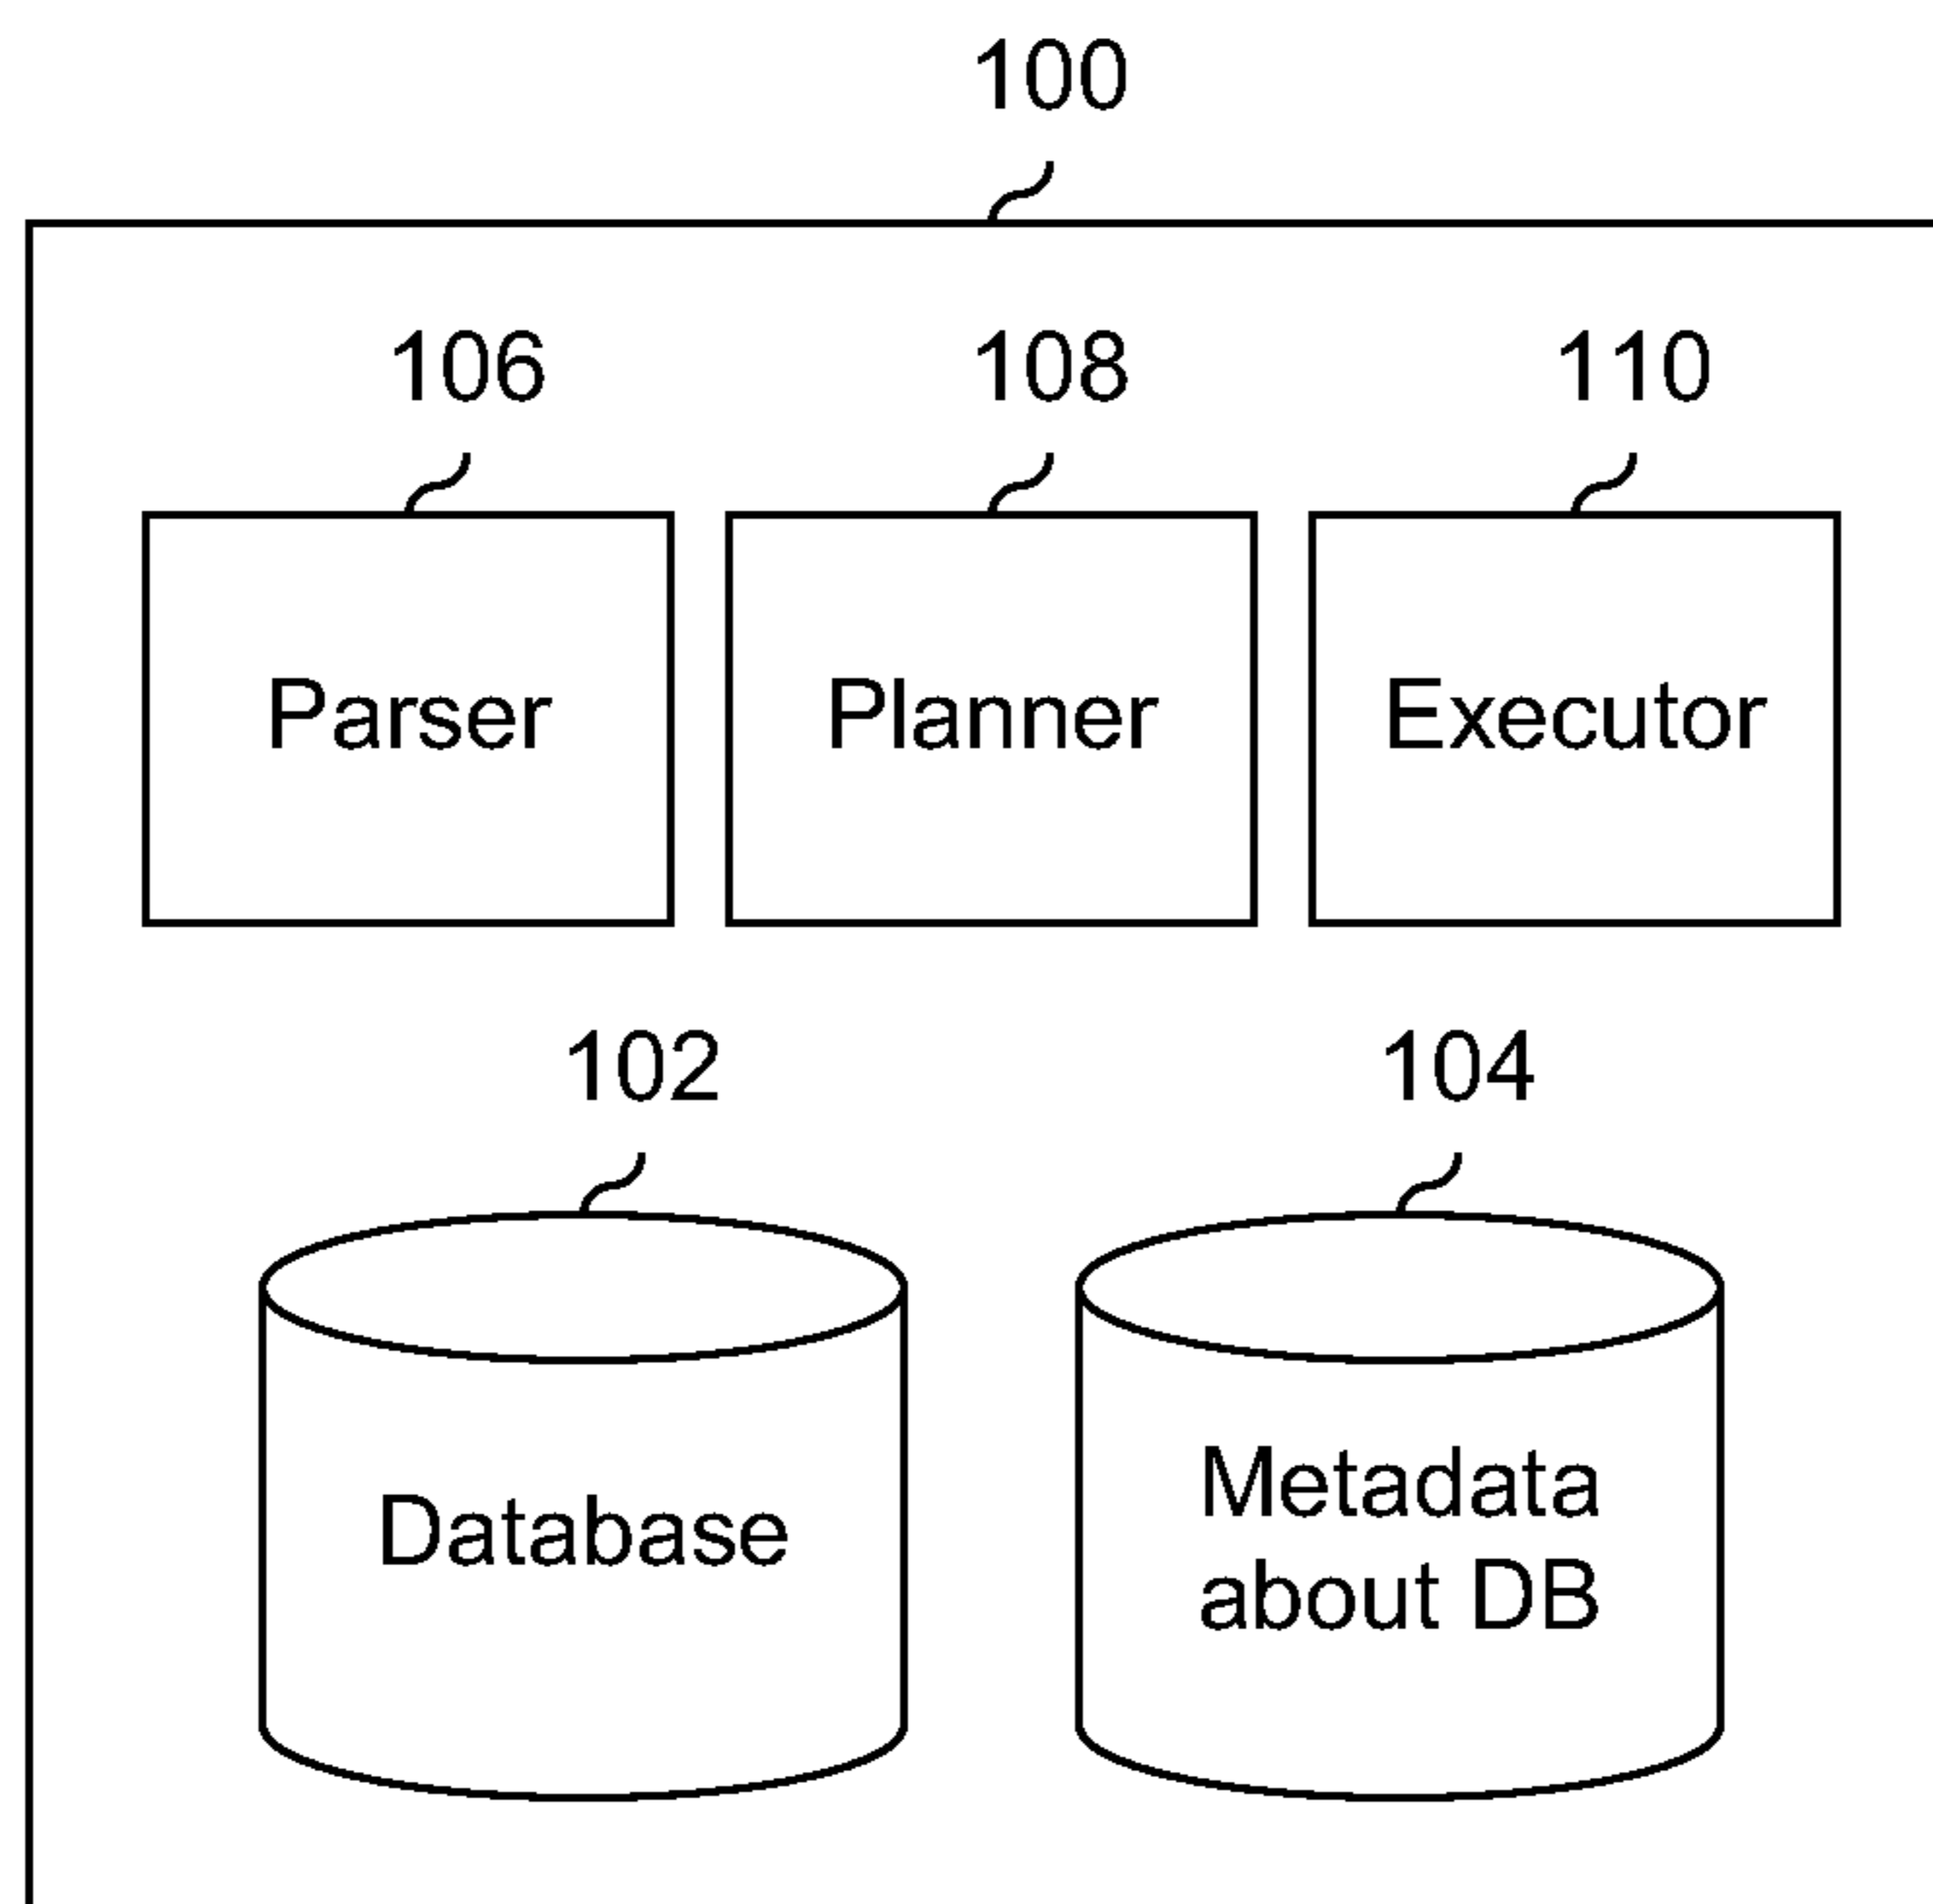 100
106 108 110
Parser Planner Executor
102 104
Database
Metadata
about DB